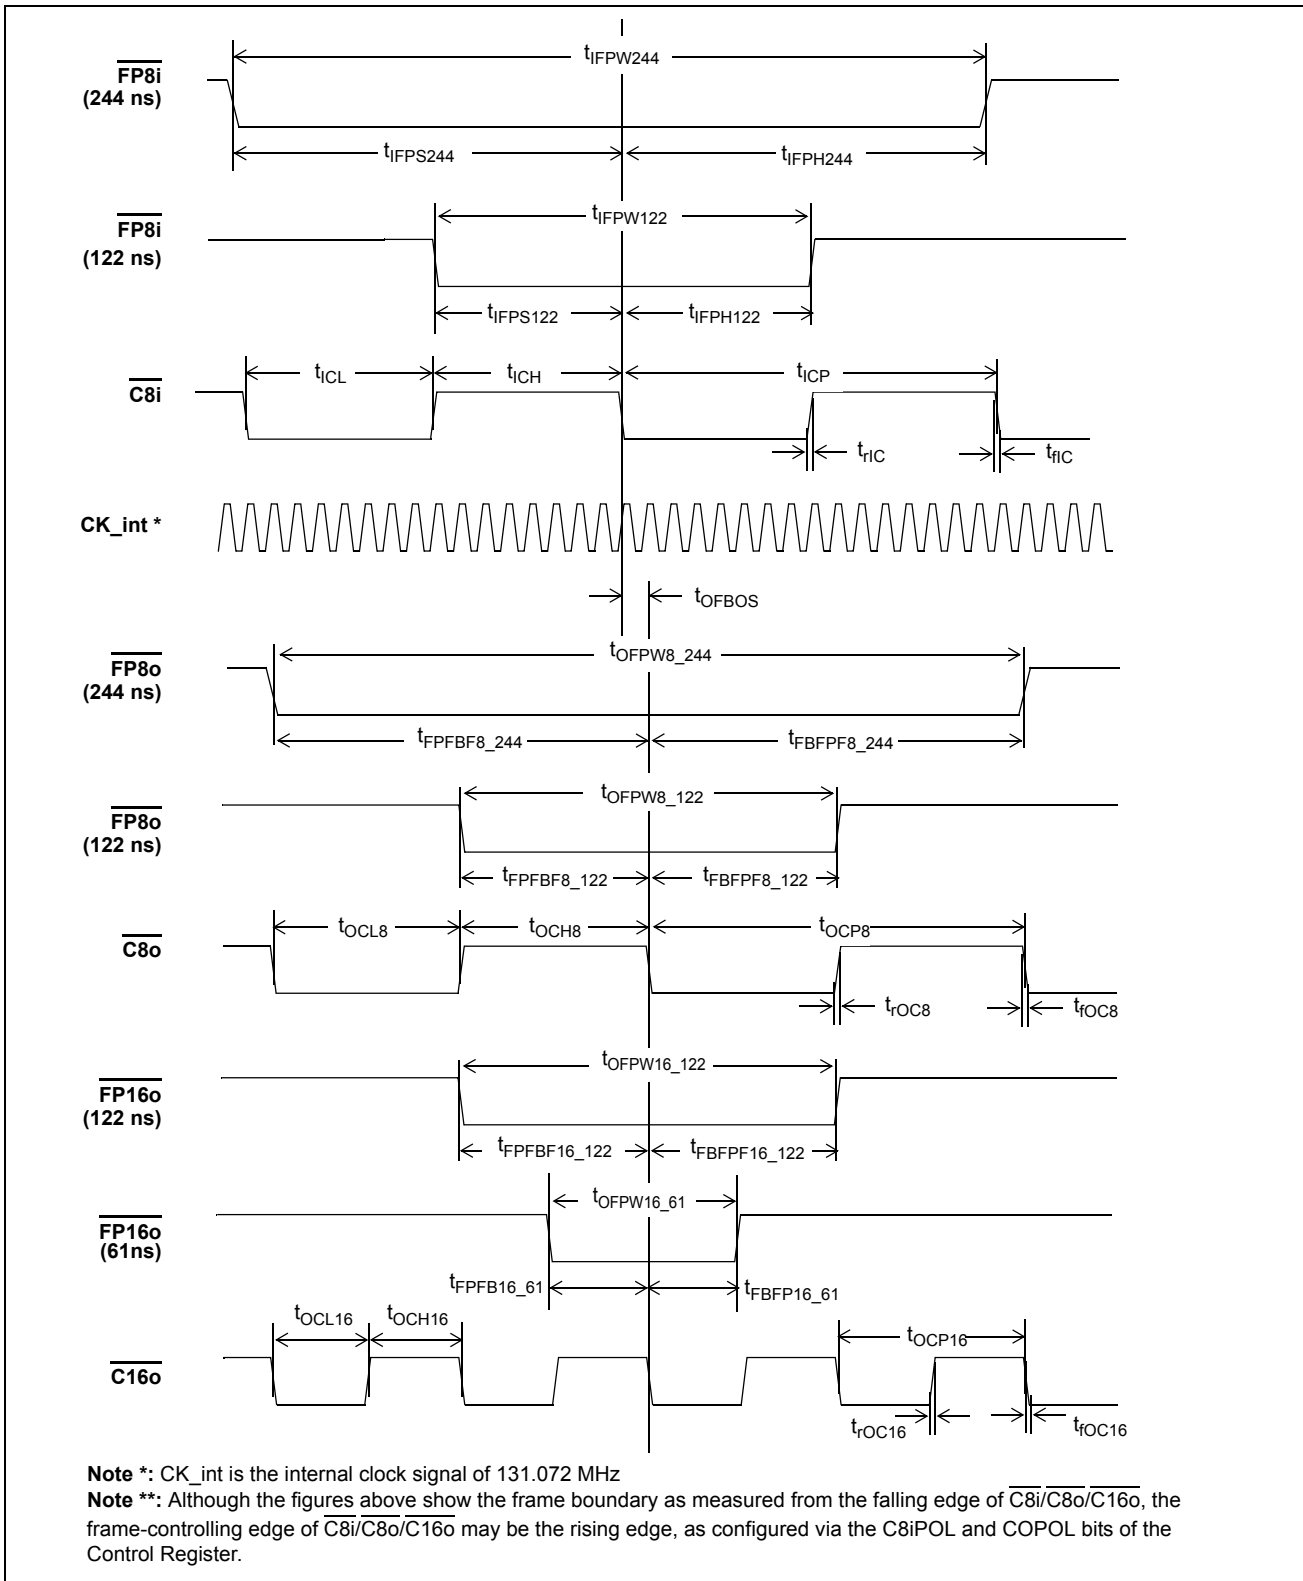 tIFPW244
FP8i
(244 ns)
tIFPS244
tIFPH244
FP8i
(122 ns)
tIFPW122
tIFPS122
tIFPH122
C8i
tICL
tICH
tICP
trIC
tfIC
CK_int *
tOFBOS
FP8o
(244 ns)
tOFPW8_244
tFPFBF8_244
tFBFPF8_244
FP8o
(122 ns)
tOFPW8_122
tFPFBF8_122
tFBFPF8_122
C8o
tOCL8
tOCH8
tOCP8
trOC8
tfOC8
FP16o
(122 ns)
tOFPW16_122
tFPFBF16_122
tFBFPF16_122
FP16o
(61ns)
tOFPW16_61
tFPFB16_61
tFBFP16_61
C16o
tOCL16
tOCH16
tOCP16
trOC16
tfOC16
Note *: CK_int is the internal clock signal of 131.072 MHz
Note **: Although the figures above show the frame boundary as measured from the falling edge of C8i/C8o/C16o, the
frame-controlling edge of C8i/C8o/C16o may be the rising edge, as configured via the C8iPOL and COPOL bits of the
Control Register.